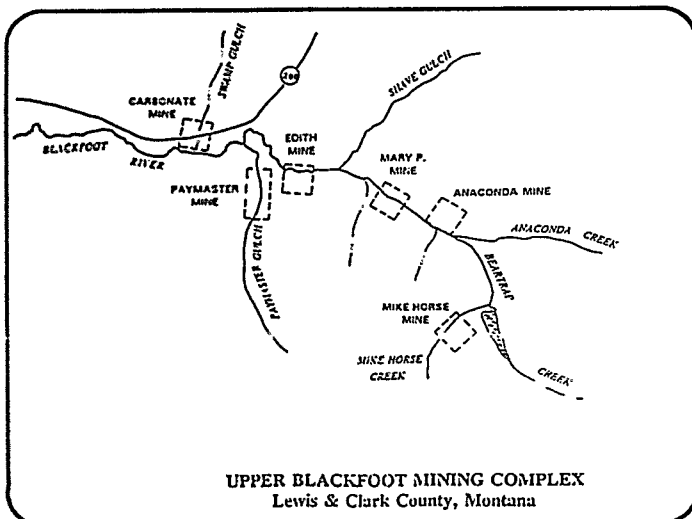 SWAMP GULCH
200
SHAVE GULCH
CARBONATE
MINE
EDITH
MINE
BLACKFOOT
RIVER
MARY P.
MINE
PAYMASTER
MINE
ANACONDA MINE
ANACONDA CREEK
PAYMASTER GULCH
BEARTRAP
MIKE HORSE
MINE
MIKE HORSE
CREEK
CREEK
UPPER BLACKFOOT MINING COMPLEX
Lewis & Clark County, Montana